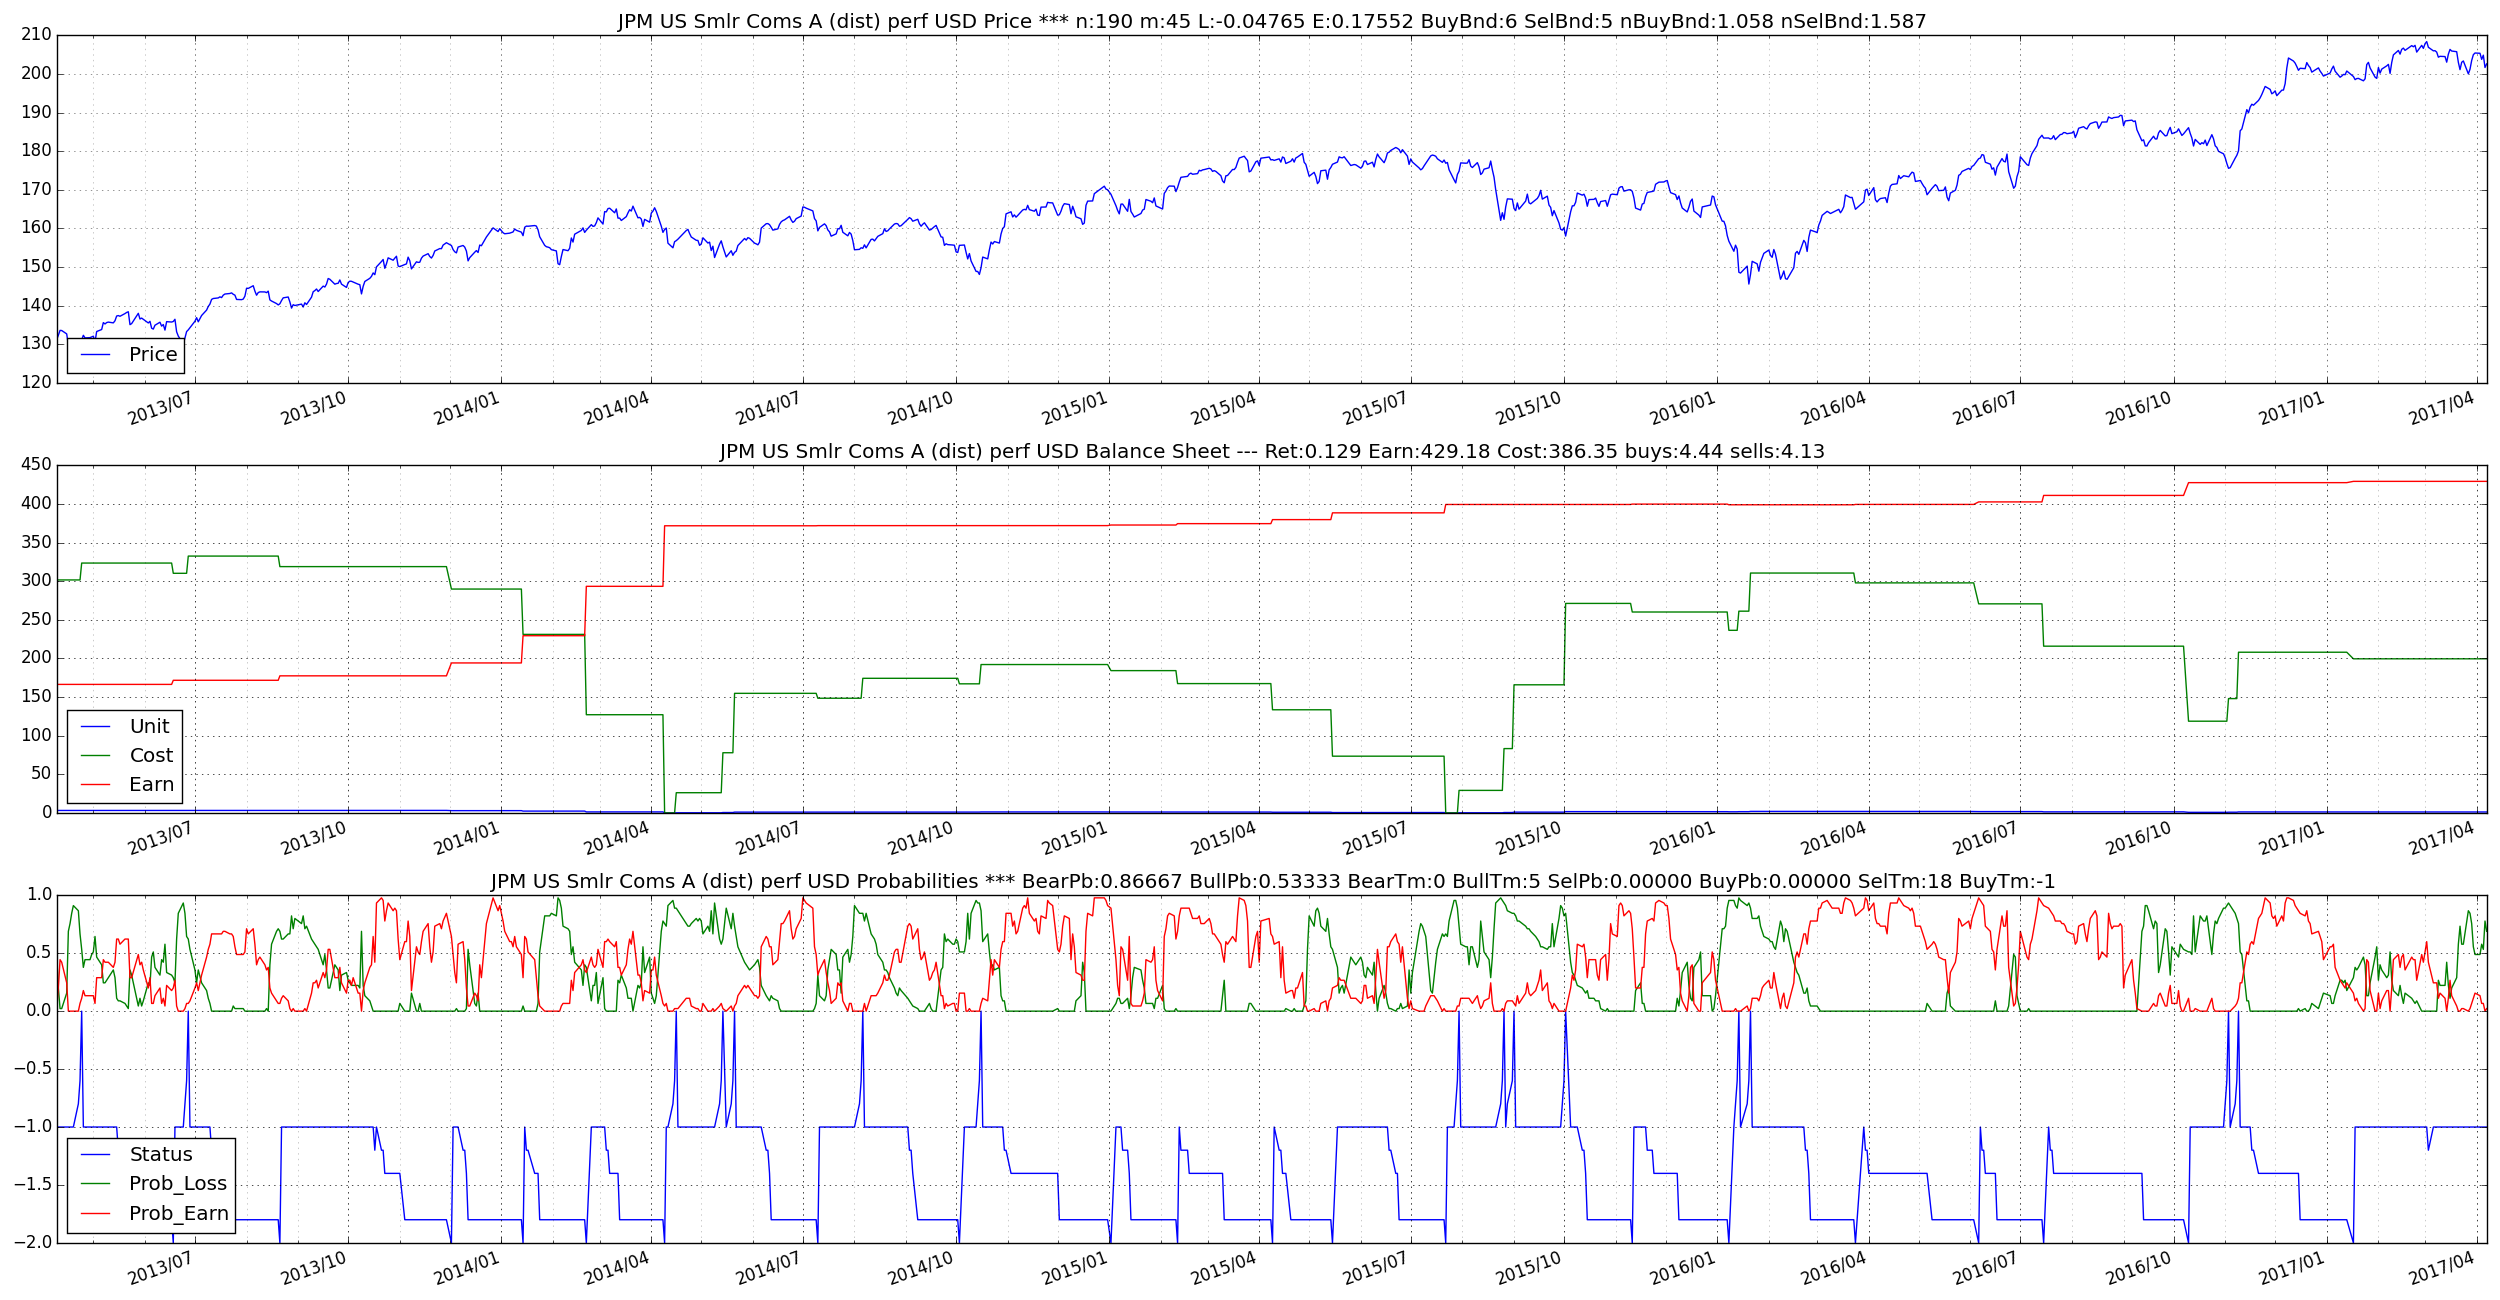 JPM US Smlr Coms A (dist) perf USD Price *** n:190 m:45 L:-0.04765 E:0.17552 BuyBnd:6 SelBnd:5 nBuyBnd:1.058 nSelBnd:1.587
210
200
190
180
170
160
150
140
130
120
Price
2013/07 2013/10 2014/01 2014/04 2014/07 2014/10 2015/01 2015/04 2015/07 2015/10 2016/01 2016/04 2016/07 2016/10 2017/01 2017/04
JPM US Smlr Coms A (dist) perf USD Balance Sheet --- Ret:0.129 Earn:429.18 Cost:386.35 buys:4.44 sells:4.13
450
400
350
300
250
200
150
100
50
0
Unit
Cost
Earn
2013/07 2013/10 2014/01 2014/04 2014/07 2014/10 2015/01 2015/04 2015/07 2015/10 2016/01 2016/04 2016/07 2016/10 2017/01 2017/04
JPM US Smlr Coms A (dist) perf USD Probabilities *** BearPb:0.86667 BullPb:0.53333 BearTm:0 BullTm:5 SelPb:0.00000 BuyPb:0.00000 SelTm:18 BuyTm:-1
1.0
0.5
0.0
−0.5
−1.0
−1.5
−2.0
Status
Prob_Loss
Prob_Earn
2013/07 2013/10 2014/01 2014/04 2014/07 2014/10 2015/01 2015/04 2015/07 2015/10 2016/01 2016/04 2016/07 2016/10 2017/01 2017/04